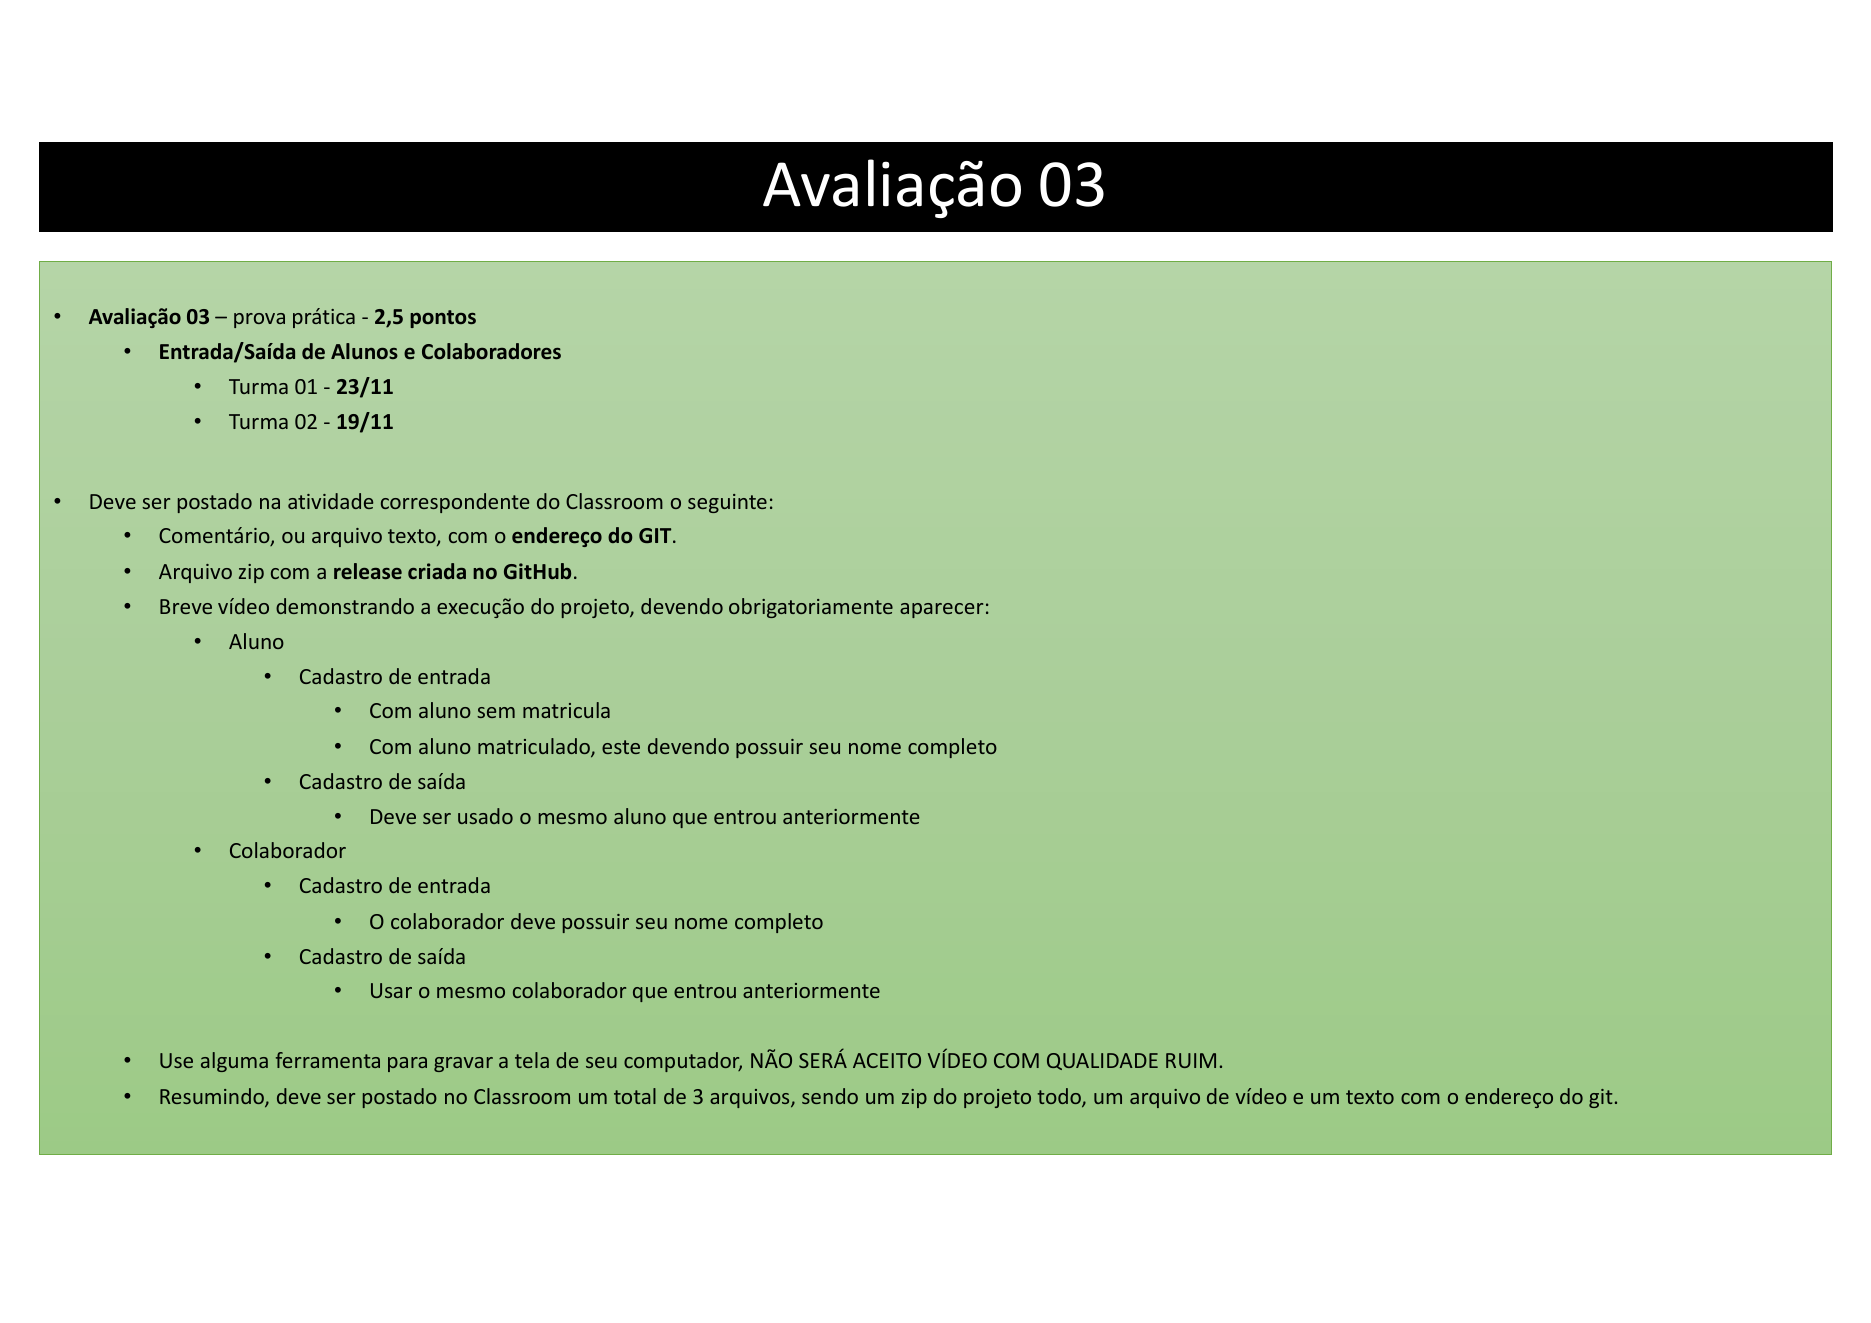 Avaliação 03
• Avaliação 03 – prova prática - 2,5 pontos
• Entrada/Saída de Alunos e Colaboradores
• Turma 01 - 23/11
• Turma 02 - 19/11
• Deve ser postado na atividade correspondente do Classroom o seguinte:
• Comentário, ou arquivo texto, com o endereço do GIT.
• Arquivo zip com a release criada no GitHub.
• Breve vídeo demonstrando a execução do projeto, devendo obrigatoriamente aparecer:
• Aluno
• Cadastro de entrada
• Com aluno sem matricula
• Com aluno matriculado, este devendo possuir seu nome completo
• Cadastro de saída
• Deve ser usado o mesmo aluno que entrou anteriormente
• Colaborador
• Cadastro de entrada
• O colaborador deve possuir seu nome completo
• Cadastro de saída
• Usar o mesmo colaborador que entrou anteriormente
• Use alguma ferramenta para gravar a tela de seu computador, NÃO SERÁ ACEITO VÍDEO COM QUALIDADE RUIM.
• Resumindo, deve ser postado no Classroom um total de 3 arquivos, sendo um zip do projeto todo, um arquivo de vídeo e um texto com o endereço do git.